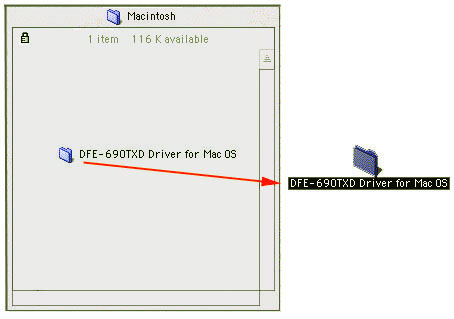 Macintosh
1 item 116 K available
DFE-690TXD Driver for Mac OS
DFE-690TXD Driver for Mac OS